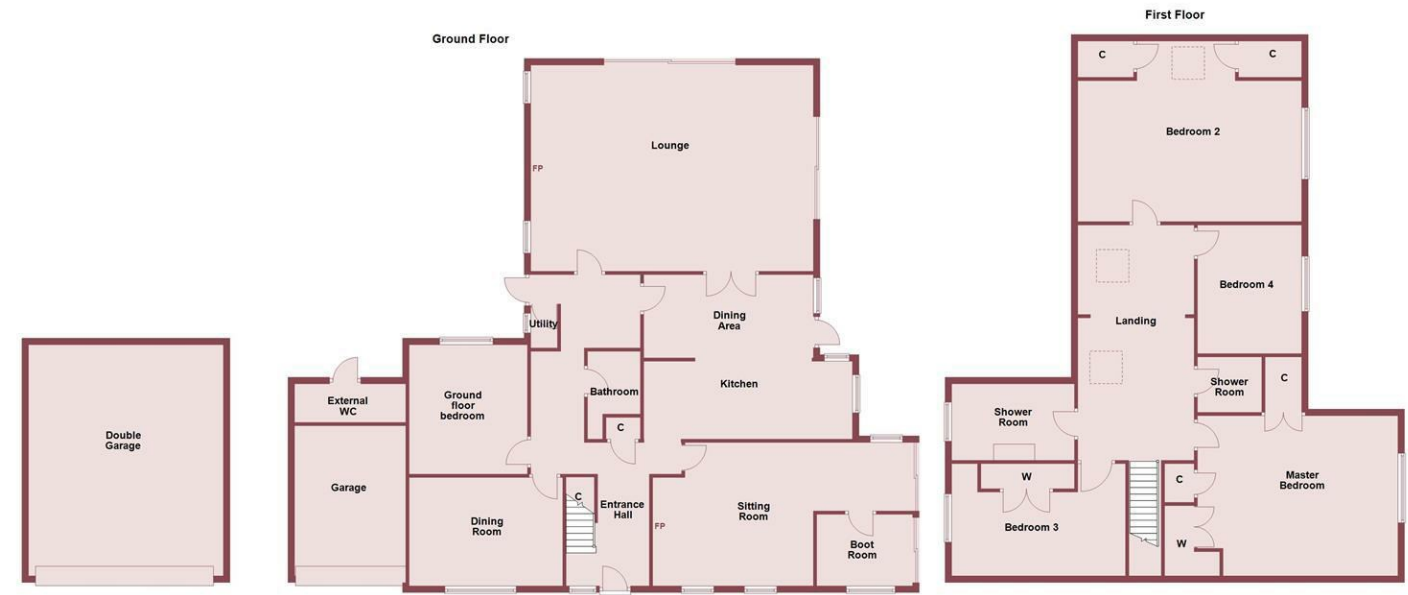 Ground Floor
Lounge
FP
Utility
Dining
Area
Ground
floor
bedroom
Bathroom
Kitchen
External
WC
C
Double
Garage
Garage
Dining
Room
C
Entrance
Hall
FP
Sitting
Room
Boot
Room
First Floor
C
C
Bedroom 2
Bedroom 4
Landing
Shower
Room
C
Shower
Room
W
Bedroom 3
C
Master
Bedroom
W